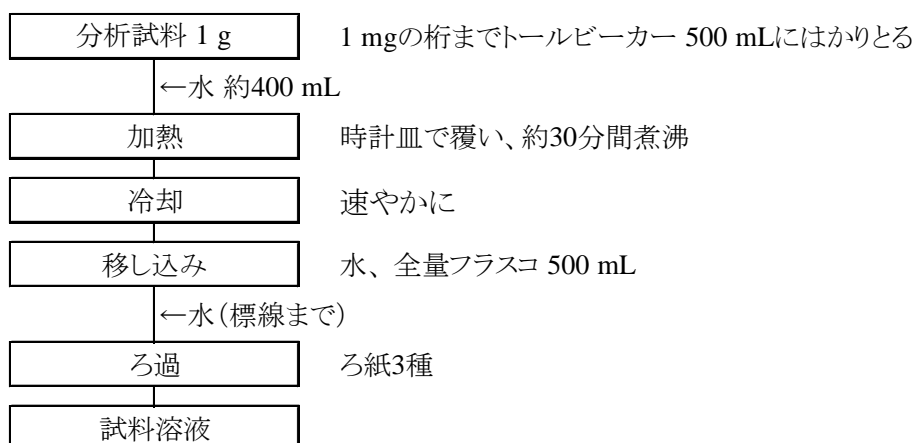 分析試料 1 g 1 mgの桁までトールビーカー 500 mLにはかりとる
←水 約400 mL
加熱 時計皿で覆い、約30分間煮沸
冷却 速やかに
移し込み 水、全量フラスコ 500 mL
←水(標線まで)
ろ過 ろ紙3種
試料溶液